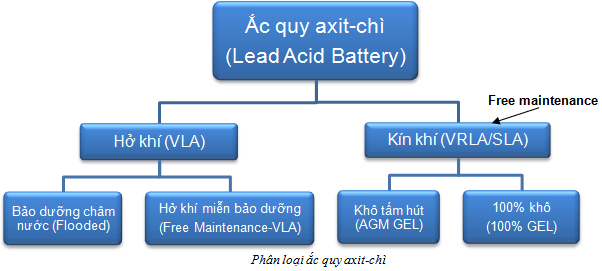 Ắc quy axit-chì
(Lead Acid Battery)
Free maintenance
Hở khí (VLA)
Kín khí (VRLA/SLA)
Bảo dưỡng châm
nước (Flooded)
Hở khí miễn bảo dưỡng
(Free Maintenance-VLA)
Khô tấm hút
(AGM GEL)
100% khô
(100% GEL)
Phân loại ắc quy axit-chì